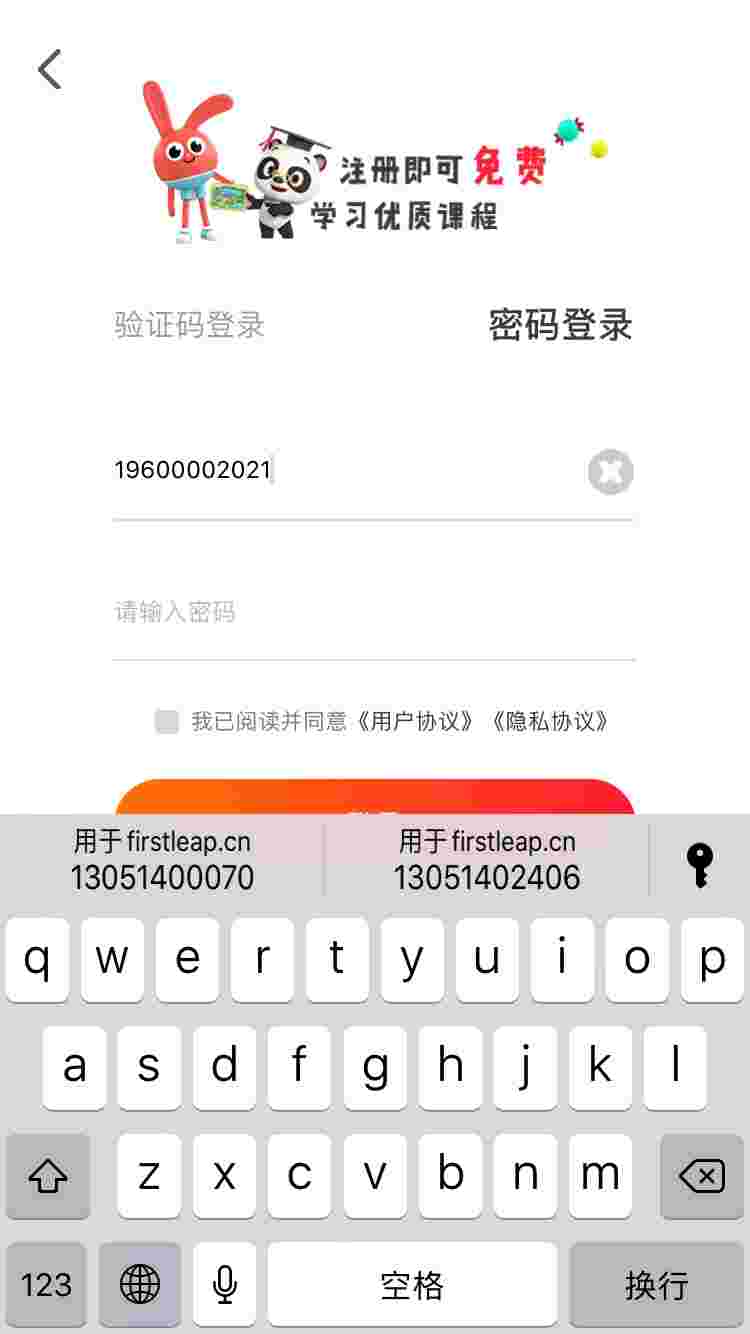 注册即可免费
学习优质课程
验证码登录
密码登录
19600002021
请输入密码
我已阅读并同意《用户协议》《隐私协议》
用于 firstleap.cn
13051400070
用于 firstleap.cn
13051402406
q w e r t y u i o p
a s d f g h j k l
z x c v b n m
123
空格
换行